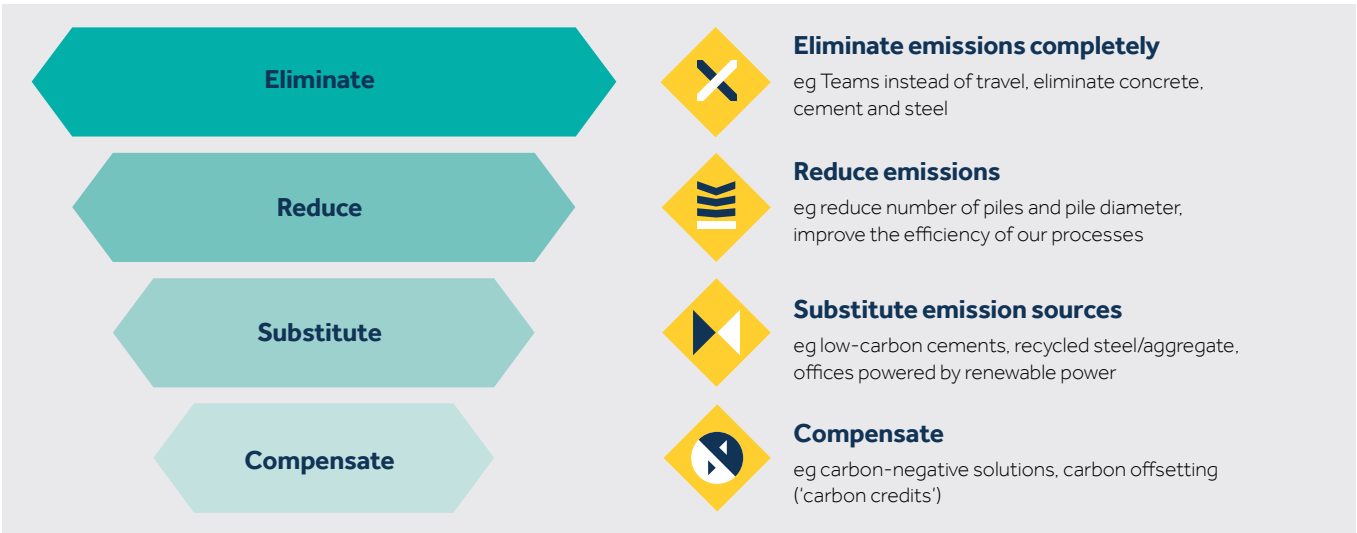 Eliminate
Eliminate emissions completely
eg Teams instead of travel, eliminate concrete,
cement and steel
Reduce
Reduce emissions
eg reduce number of piles and pile diameter,
improve the efficiency of our processes
Substitute
Substitute emission sources
eg low-carbon cements, recycled steel/aggregate,
offices powered by renewable power
Compensate
Compensate
eg carbon-negative solutions, carbon offsetting
(‘carbon credits’)